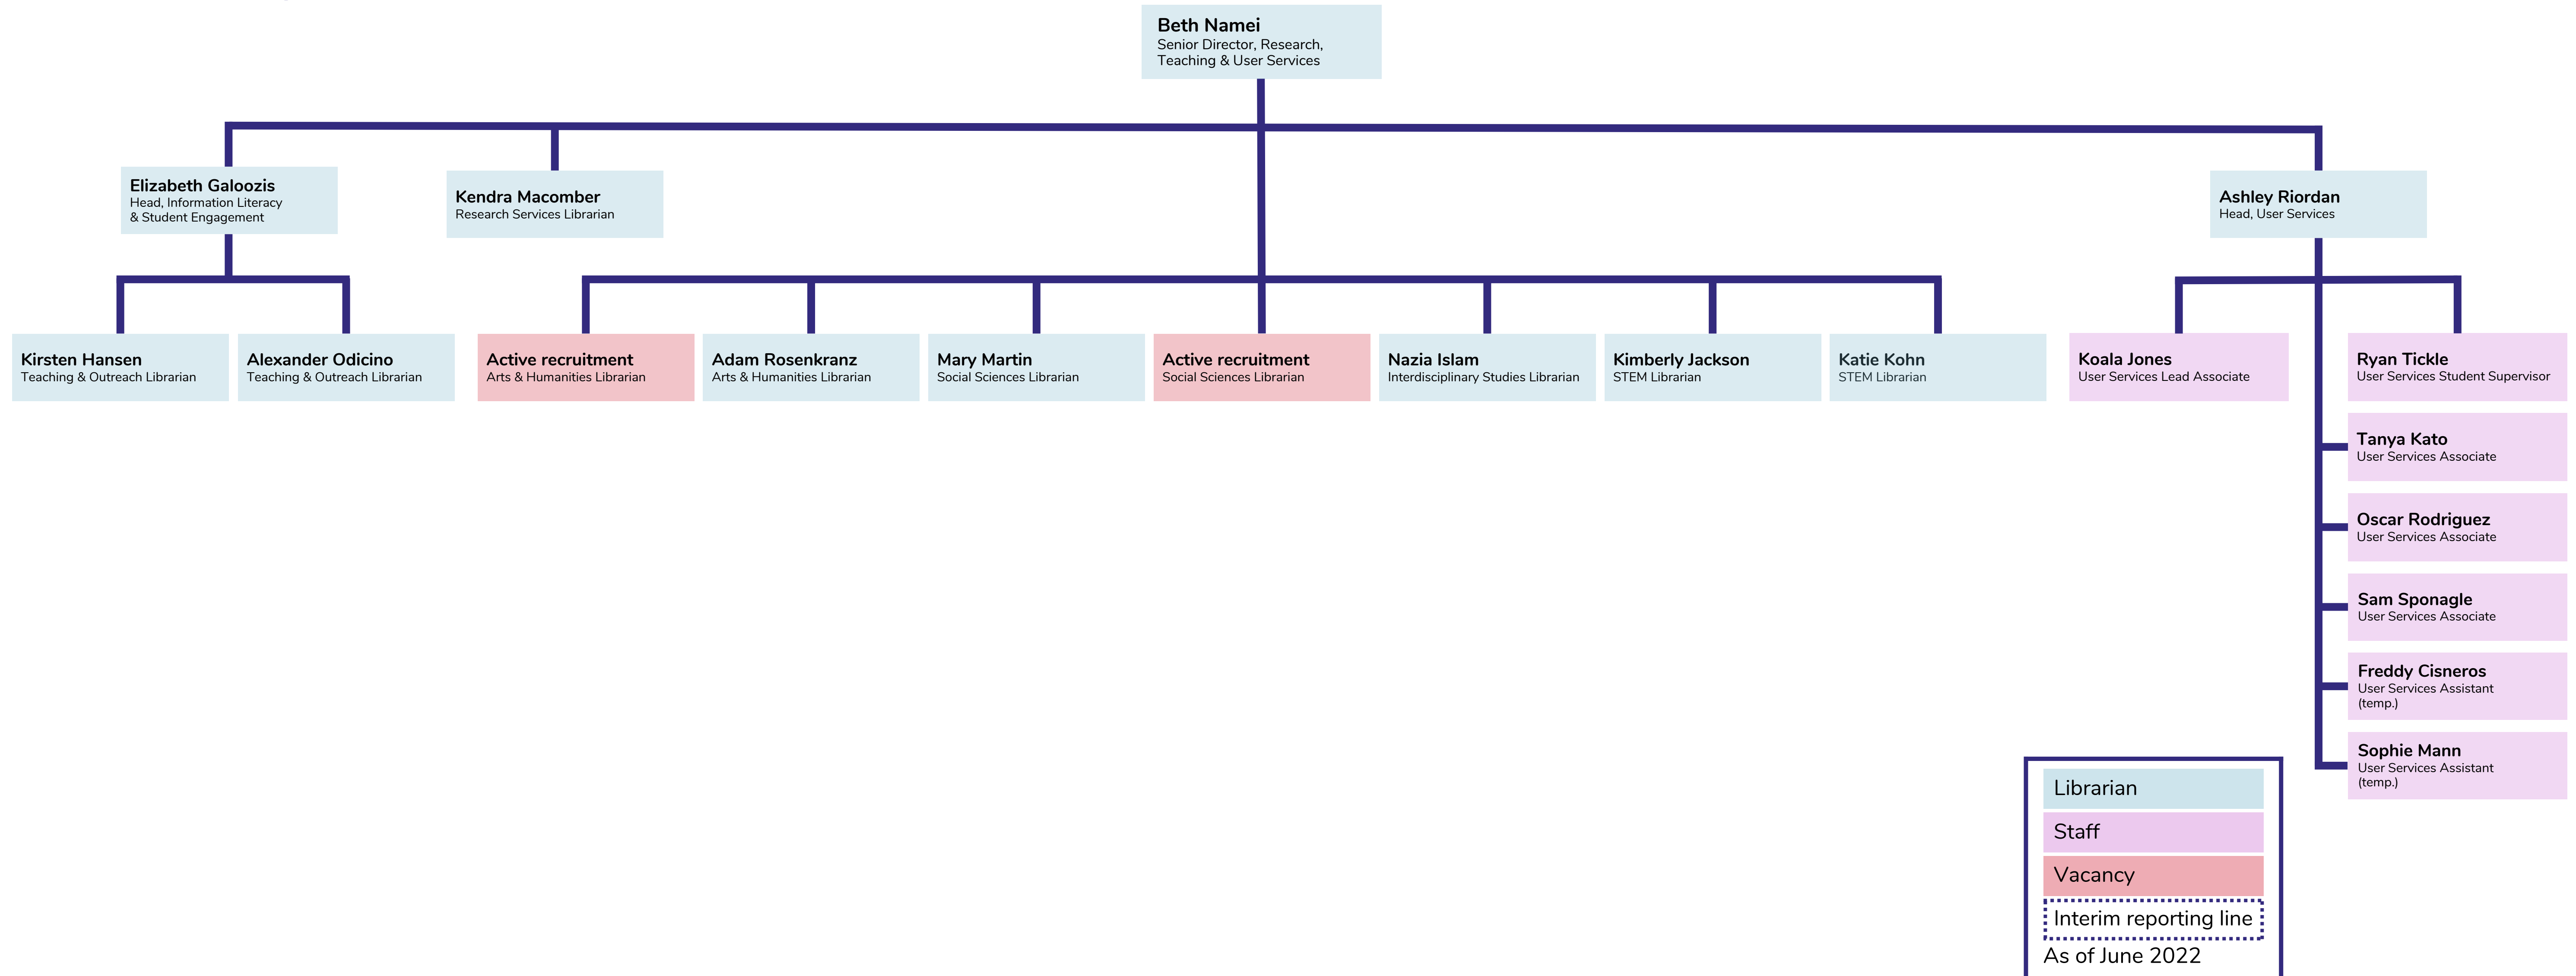 Beth Namei
Senior Director, Research,
Teaching & User Services
Elizabeth Galoozis
Head, Information Literacy
& Student Engagement
Kendra Macomber
Research Services Librarian
Ashley Riordan
Head, User Services
Kirsten Hansen
Teaching & Outreach Librarian
Alexander Odicino
Teaching & Outreach Librarian
Active recruitment
Arts & Humanities Librarian
Adam Rosenkranz
Arts & Humanities Librarian
Mary Martin
Social Sciences Librarian
Active recruitment
Social Sciences Librarian
Nazia Islam
Interdisciplinary Studies Librarian
Kimberly Jackson
STEM Librarian
Katie Kohn
STEM Librarian
Koala Jones
User Services Lead Associate
Ryan Tickle
User Services Student Supervisor
Tanya Kato
User Services Associate
Oscar Rodriguez
User Services Associate
Sam Sponagle
User Services Associate
Freddy Cisneros
User Services Assistant
(temp.)
Sophie Mann
User Services Assistant
(temp.)
Librarian
Staff
Vacancy
Interim reporting line
As of June 2022